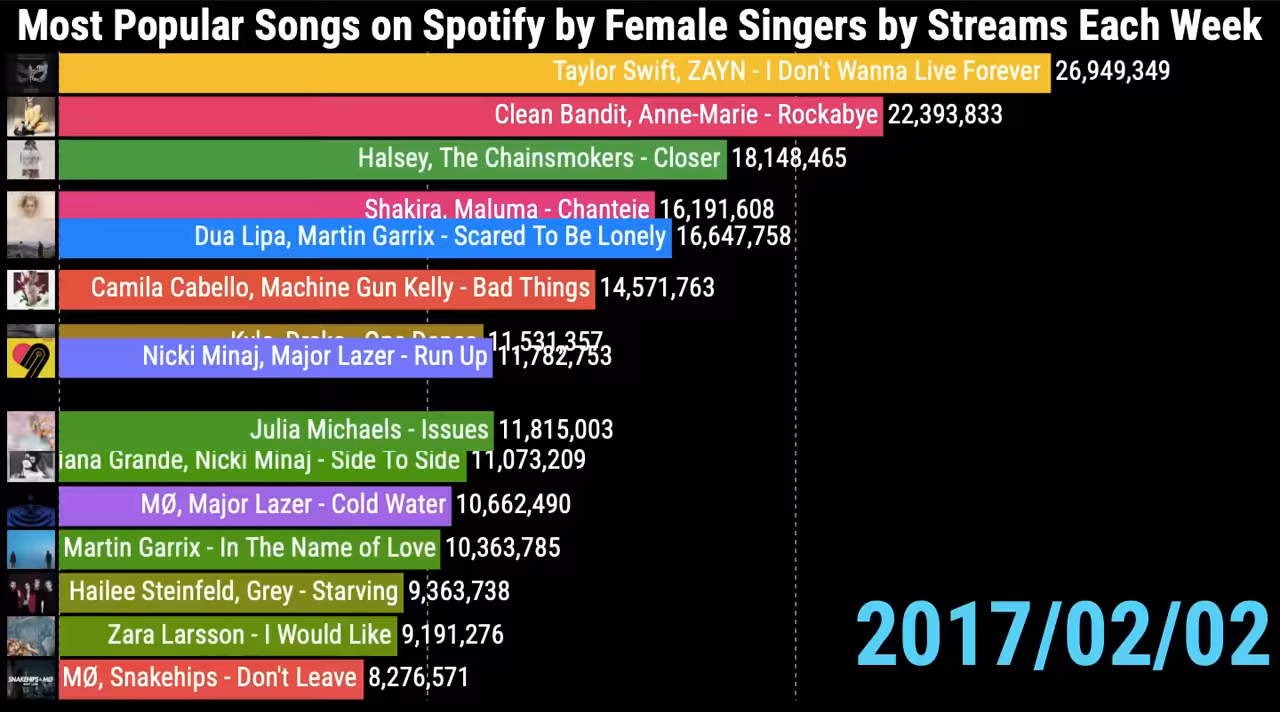 Most Popular Songs on Spotify by Female Singers by Streams Each Week
Taylor Swift, ZAYN - I Don't Wanna Live Forever 26,949,349
Clean Bandit, Anne-Marie - Rockabye 22,393,833
Halsey, The Chainsmokers - Closer 18,148,465
Shakira, Maluma - Chantaje 16,191,608
Dua Lipa, Martin Garrix - Scared To Be Lonely 16,647,758
Camila Cabello, Machine Gun Kelly - Bad Things 14,571,763
Kyla, Drake - One Dance 11,531,357
Nicki Minaj, Major Lazer - Run Up 11,782,753
Julia Michaels - Issues 11,815,003
iana Grande, Nicki Minaj - Side To Side 11,073,209
MØ, Major Lazer - Cold Water 10,662,490
Martin Garrix - In The Name of Love 10,363,785
Hailee Steinfeld, Grey - Starving 9,363,738
Zara Larsson - I Would Like 9,191,276
MØ, Snakehips - Don't Leave 8,276,571
2017/02/02